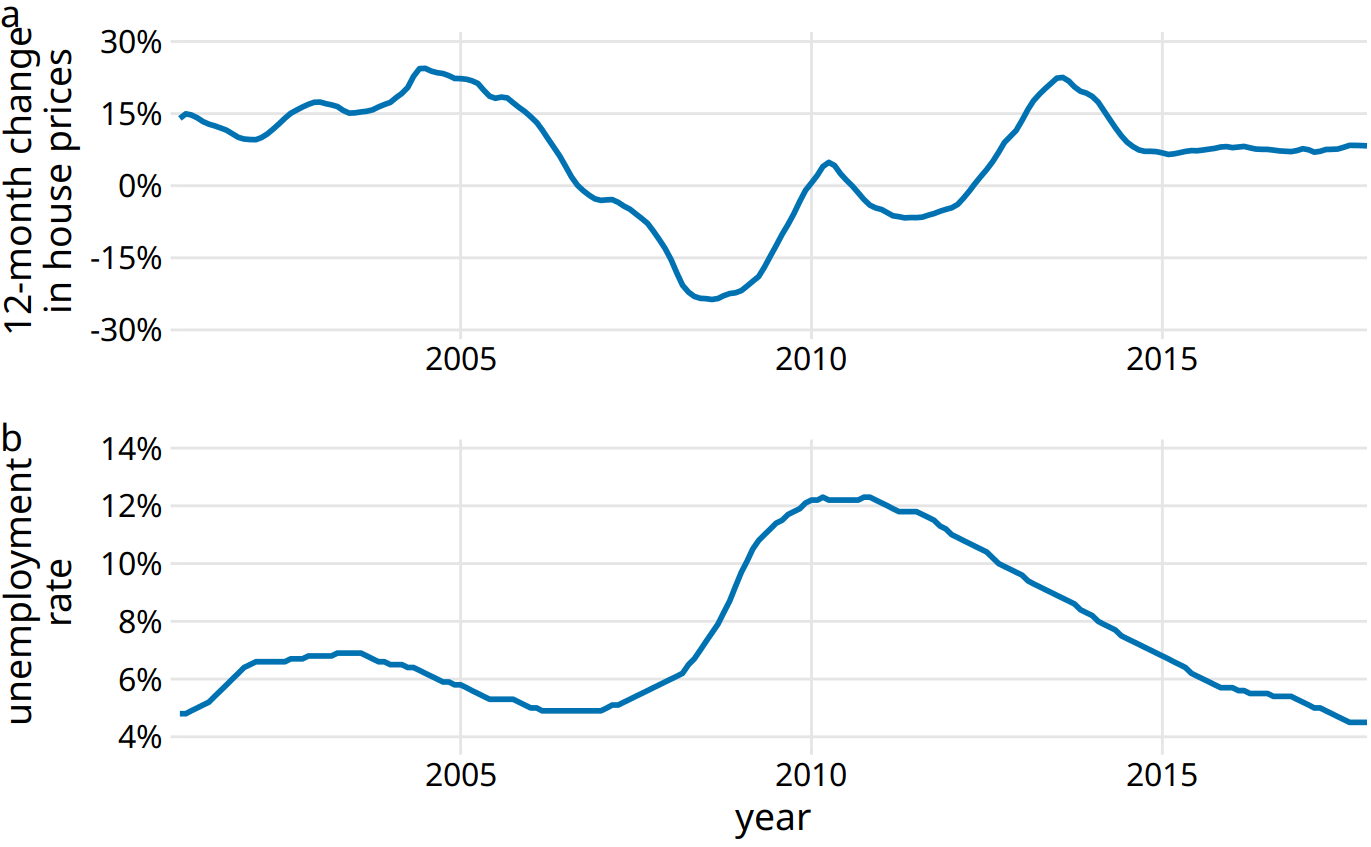 a
12-month change
in house prices
30%
15%
0%
-15%
-30%
2005 2010 2015
b
unemployment
rate
14%
12%
10%
8%
6%
4%
2005 2010 2015
year